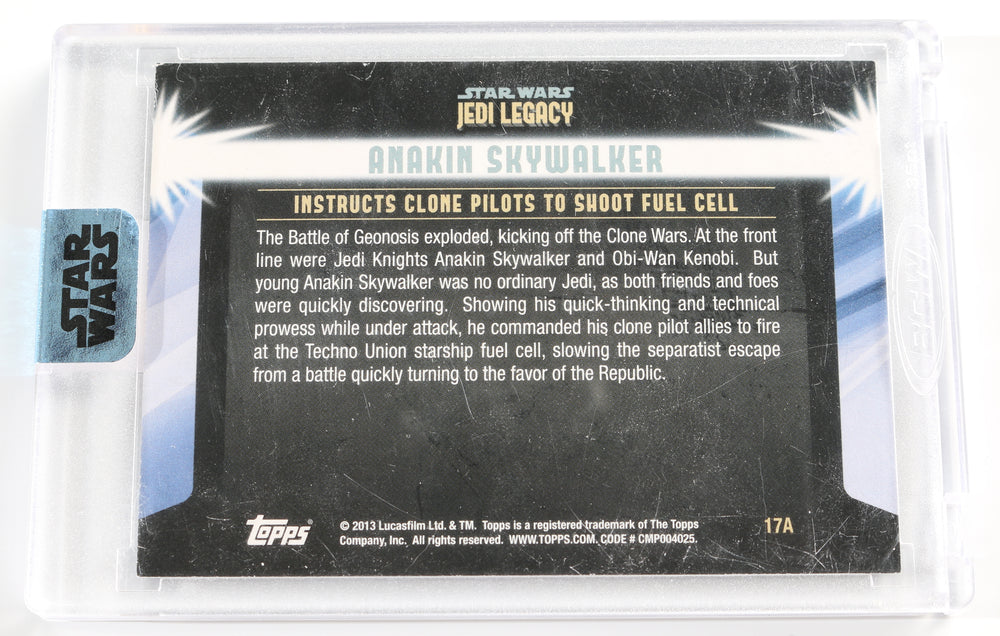 STAR WARS
JEDI LEGACY
ANAKIN SKYWALKER
INSTRUCTS CLONE PILOTS TO SHOOT FUEL CELL
The Battle of Geonosis exploded, kicking off the Clone Wars. At the front
line were Jedi Knights Anakin Skywalker and Obi-Wan Kenobi. But
young Anakin Skywalker was no ordinary Jedi, as both friends and foes
were quickly discovering. Showing his quick-thinking and technical
prowess while under attack, he commanded his clone pilot allies to fire
at the Techno Union starship fuel cell, slowing the separatist escape
from a battle quickly turning to the favor of the Republic.
Topps®
© 2013 Lucasfilm Ltd. & TM. Topps is a registered trademark of The Topps
Company, Inc. All rights reserved. WWW.TOPPS.COM. CODE # CMP004025.
17A
STAR
WARS